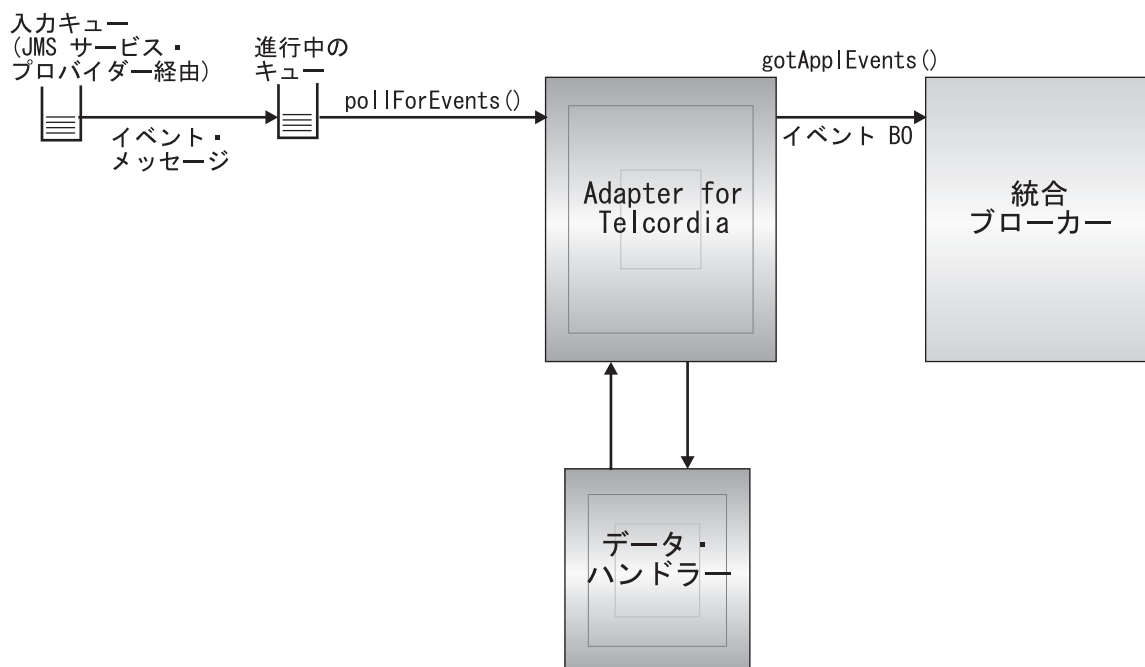 入力キュー
(JMS サービス・
プロバイダー経由)
進行中の
キュー
イベント・
メッセージ
pollForEvents()
Adapter for
Telcordia
gotApplEvents()
イベント BO
統合
ブローカー
データ・
ハンドラー